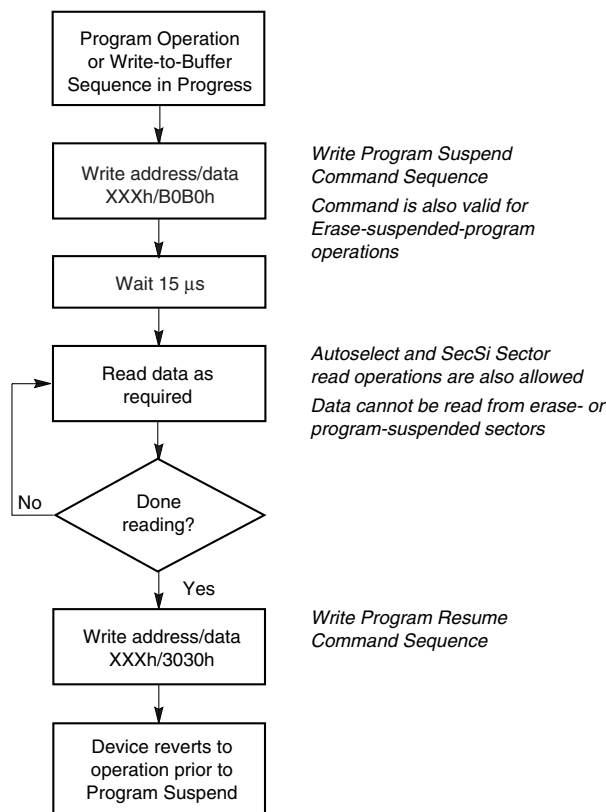 Program Operation
or Write-to-Buffer
Sequence in Progress
Write address/data
XXXh/B0B0h
Write Program Suspend
Command Sequence
Command is also valid for
Erase-suspended-program
operations
Wait 15 μs
Read data as
required
Autoselect and SecSi Sector
read operations are also allowed
Data cannot be read from erase- or
program-suspended sectors
Done
reading?
No
Yes
Write address/data
XXXh/3030h
Write Program Resume
Command Sequence
Device reverts to
operation prior to
Program Suspend